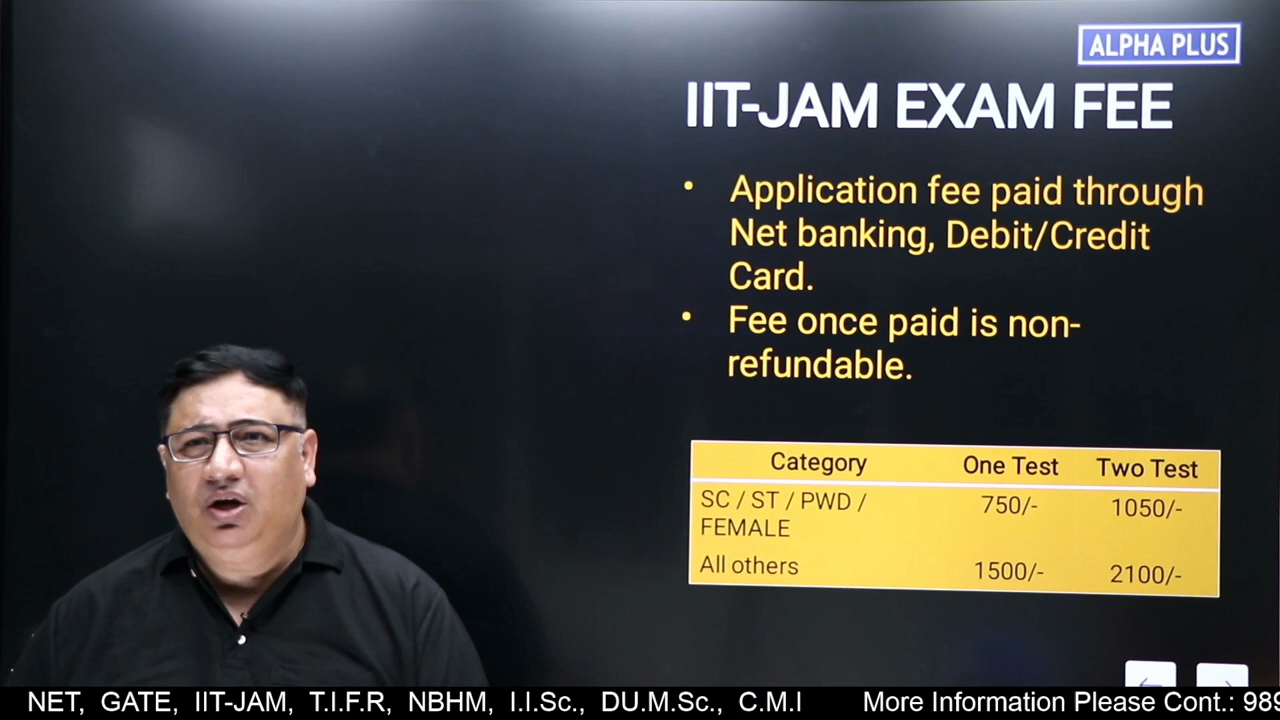 ALPHA PLUS
IIT-JAM EXAM FEE
• Application fee paid through
Net banking, Debit/Credit
Card.
• Fee once paid is non-
refundable.
Category One Test Two Test
SC / ST / PWD / 750/- 1050/-
FEMALE
All others 1500/- 2100/-
NET, GATE, IIT-JAM, T.I.F.R, NBHM, I.I.Sc., DU.M.Sc., C.M.I More Information Please Cont.: 989